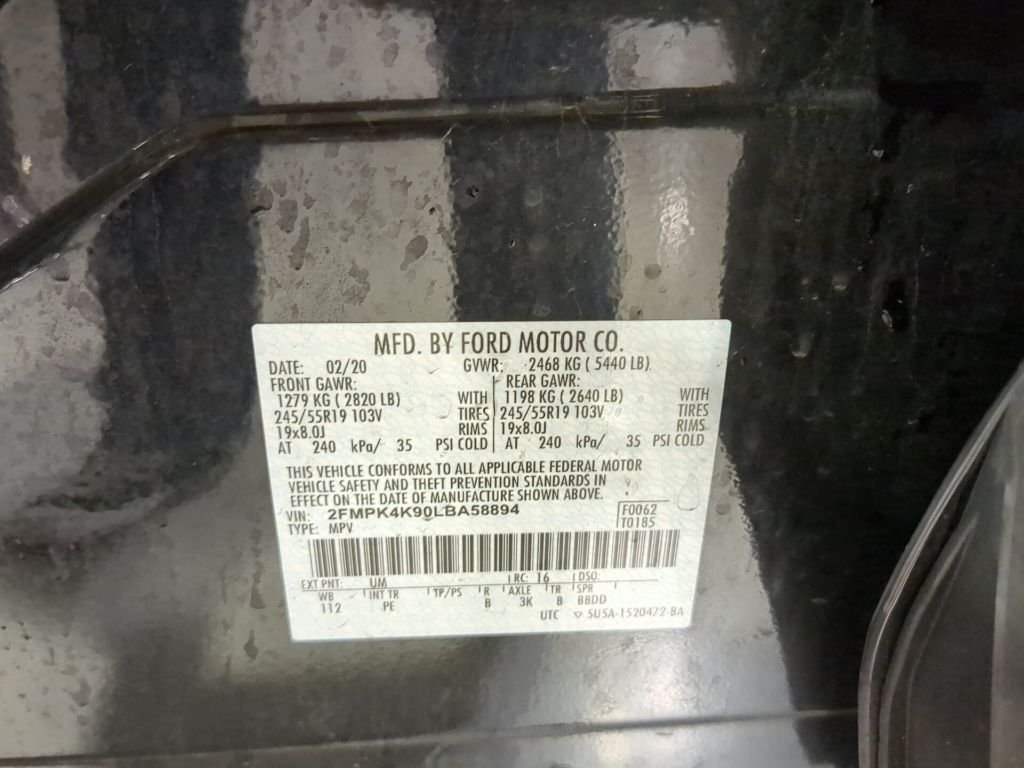 MFD. BY FORD MOTOR CO.
DATE: 02/20 GVWR: 2468 KG ( 5440 LB)
FRONT GAWR: REAR GAWR:
1279 KG ( 2820 LB) WITH 1198 KG ( 2640 LB) WITH
245/55R19 103V TIRES 245/55R19 103V TIRES
19x8.0J RIMS 19x8.0J RIMS
AT 240 kPa/ 35 PSI COLD AT 240 kPa/ 35 PSI COLD
THIS VEHICLE CONFORMS TO ALL APPLICABLE FEDERAL MOTOR
VEHICLE SAFETY AND THEFT PREVENTION STANDARDS IN
EFFECT ON THE DATE OF MANUFACTURE SHOWN ABOVE.
VIN: 2FMPK4K90LBA58894 F0062
TYPE: MPV T0185
EXT PNT: UM RC: 16 DSO:
WB INT TR TP/PS R AXLE TR SPR
112 PE B 3K 8 BBDD
UTC ▽ 5U5A-1520472-BA